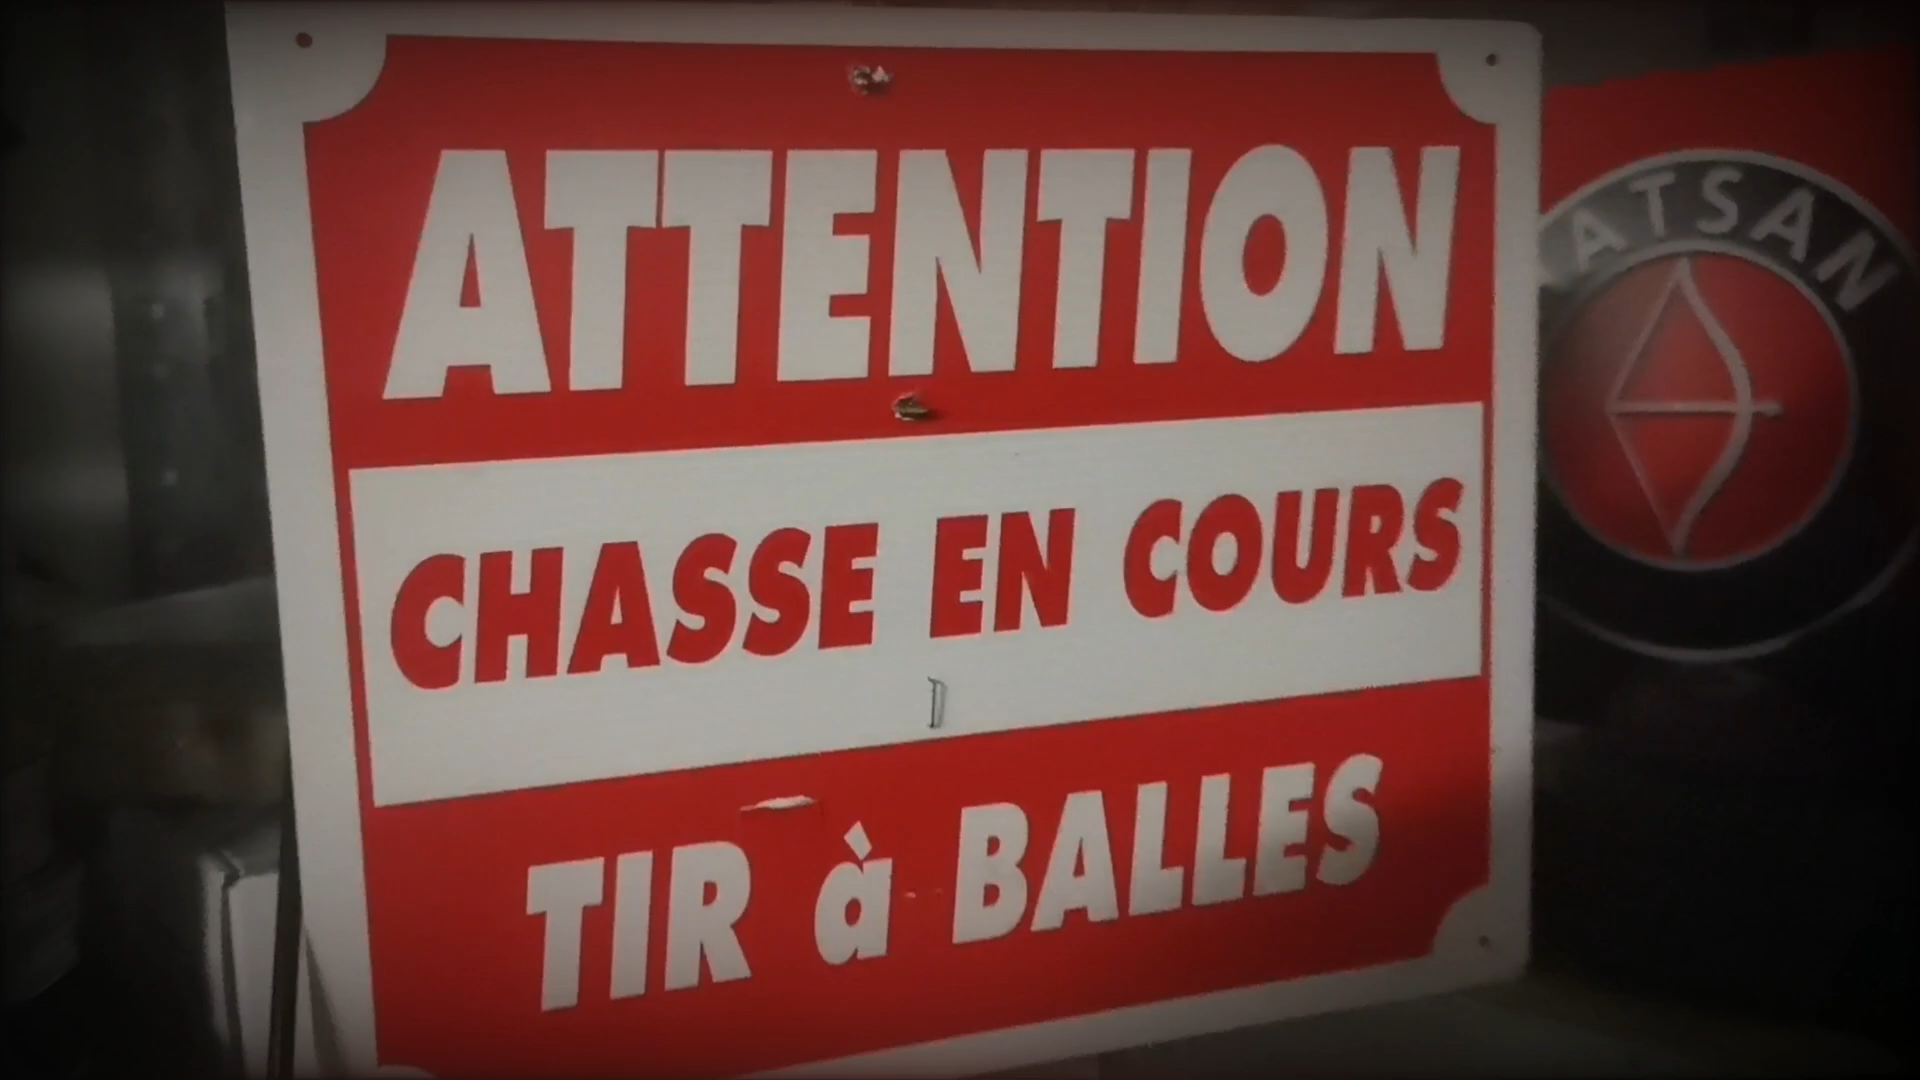 ATTENTION
CHASSE EN COURS
TIR à BALLES
ATSAN